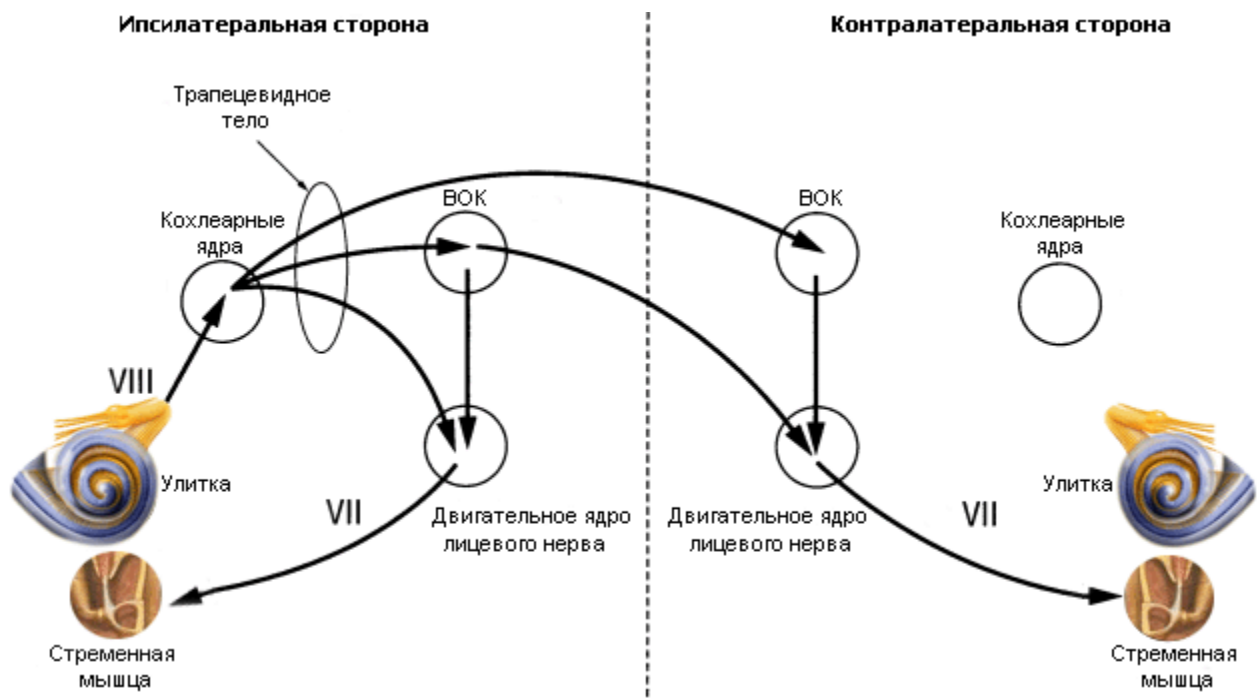 Ипсилатеральная сторона
Контралатеральная сторона
Трапецевидное
тело
Кохлеарные
ядра
ВОК
ВОК
Кохлеарные
ядра
VIII
Улитка
VII
Двигательное ядро
лицевого нерва
Двигательное ядро
лицевого нерва
VII
Улитка
Стременная
мышца
Стременная
мышца